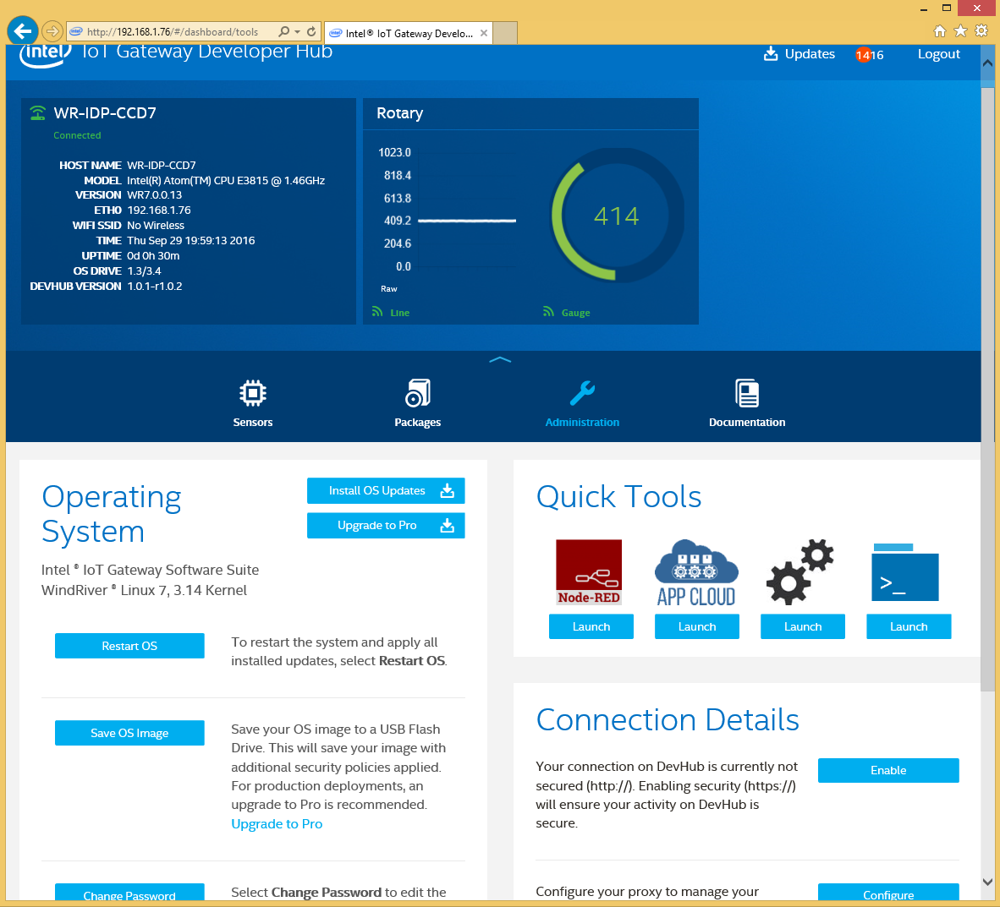 http://192.168.1.76/#/dashboard/tools
Intel® IoT Gateway Develo...
intel IoT Gateway Developer Hub
Updates
1416
Logout
WR-IDP-CCD7
Connected
HOST NAME WR-IDP-CCD7
MODEL Intel(R) Atom(TM) CPU E3815 @ 1.46GHz
VERSION WR7.0.0.13
ETH0 192.168.1.76
WIFI SSID No Wireless
TIME Thu Sep 29 19:59:13 2016
UPTIME 0d 0h 30m
OS DRIVE 1.3/3.4
DEVHUB VERSION 1.0.1-r1.0.2
Rotary
1023.0
818.4
613.8
409.2
204.6
0.0
Raw
414
Line
Gauge
Sensors
Packages
Administration
Documentation
Operating
System
Install OS Updates
Upgrade to Pro
Intel ® IoT Gateway Software Suite
WindRiver ® Linux 7, 3.14 Kernel
Restart OS
To restart the system and apply all
installed updates, select Restart OS.
Save OS Image
Save your OS image to a USB Flash
Drive. This will save your image with
additional security policies applied.
For production deployments, an
upgrade to Pro is recommended.
Upgrade to Pro
Change Password
Select Change Password to edit the
Quick Tools
Node-RED
APP CLOUD
>_
Launch
Launch
Launch
Launch
Connection Details
Your connection on DevHub is currently not
secured (http://). Enabling security (https://)
will ensure your activity on DevHub is
secure.
Enable
Configure your proxy to manage your
Configure